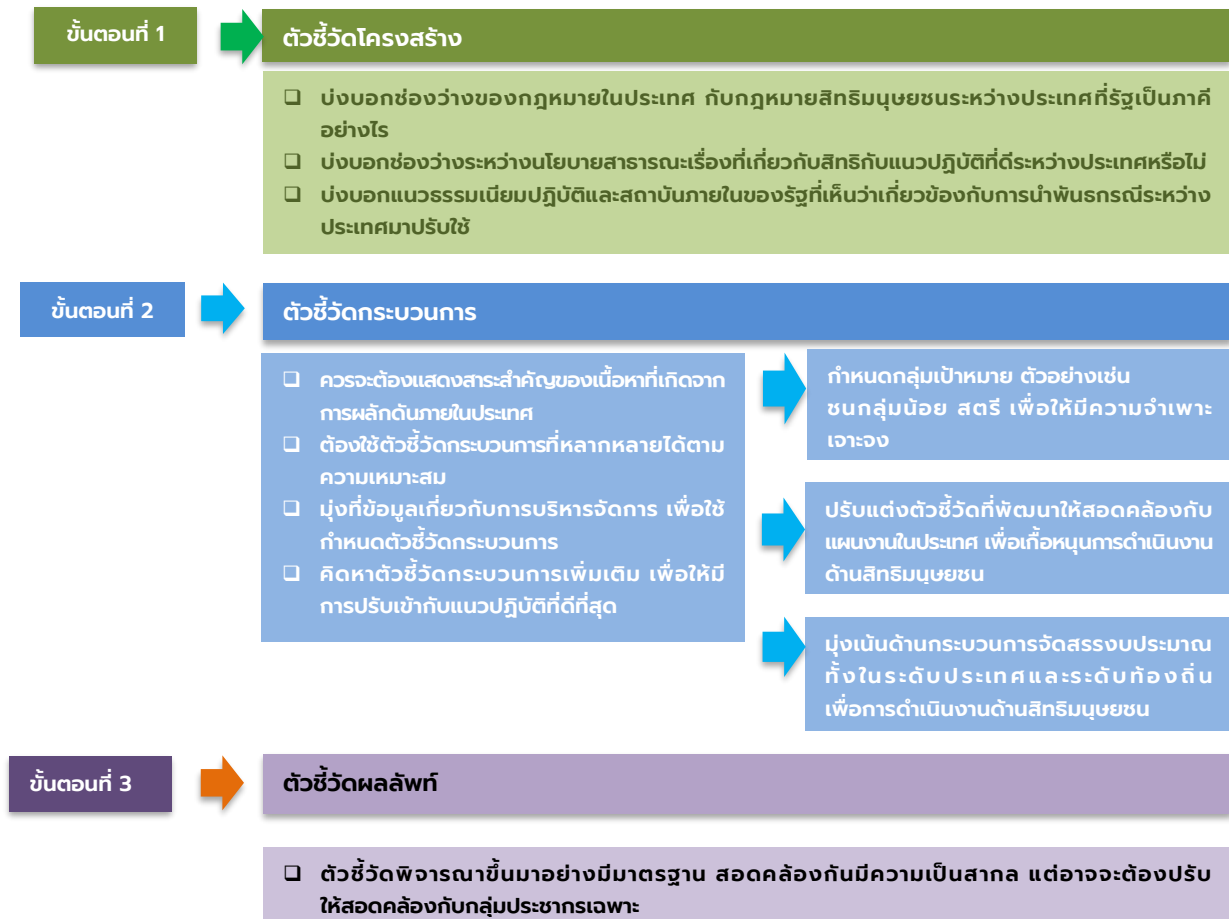 ขั้นตอนที่ 1
ตัวชี้วัดโครงสร้าง
❑ บ่งบอกช่องว่างของกฎหมายในประเทศ กับกฎหมายสิทธิมนุษยชนระหว่างประเทศที่รัฐเป็นภาคี
อย่างไร
❑ บ่งบอกช่องว่างระหว่างนโยบายสาธารณะเรื่องที่เกี่ยวกับสิทธิกับแนวปฏิบัติที่ดีระหว่างประเทศหรือไม่
❑ บ่งบอกแนวธรรมเนียมปฏิบัติและสถาบันภายในของรัฐที่เห็นว่าเกี่ยวข้องกับการนำพันธกรณีระหว่าง
ประเทศมาปรับใช้
ขั้นตอนที่ 2
ตัวชี้วัดกระบวนการ
❑ ควรจะต้องแสดงสาระสำคัญของเนื้อหาที่เกิดจาก
การผลักดันภายในประเทศ
❑ ต้องใช้ตัวชี้วัดกระบวนการที่หลากหลายได้ตาม
ความเหมาะสม
❑ มุ่งที่ข้อมูลเกี่ยวกับการบริหารจัดการ เพื่อใช้
กำหนดตัวชี้วัดกระบวนการ
❑ คิดหาตัวชี้วัดกระบวนการเพิ่มเติม เพื่อให้มี
การปรับเข้ากับแนวปฏิบัติที่ดีที่สุด
กำหนดกลุ่มเป้าหมาย ตัวอย่างเช่น
ชนกลุ่มน้อย สตรี เพื่อให้มีความจำเพาะ
เจาะจง
ปรับแต่งตัวชี้วัดที่พัฒนาให้สอดคล้องกับ
แผนงานในประเทศ เพื่อเกื้อหนุนการดำเนินงาน
ด้านสิทธิมนุษยชน
มุ่งเน้นด้านกระบวนการจัดสรรงบประมาณ
ทั้งในระดับประเทศและระดับท้องถิ่น
เพื่อการดำเนินงานด้านสิทธิมนุษยชน
ขั้นตอนที่ 3
ตัวชี้วัดผลลัพท์
❑ ตัวชี้วัดพิจารณาขึ้นมาอย่างมีมาตรฐาน สอดคล้องกันมีความเป็นสากล แต่อาจจะต้องปรับ
ให้สอดคล้องกับกลุ่มประชากรเฉพาะ